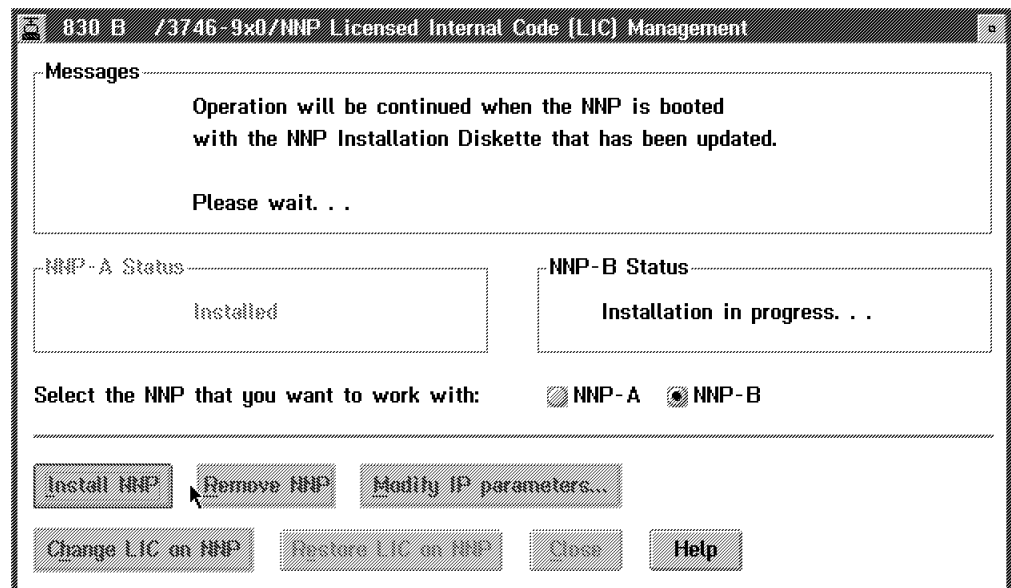 830 B /3746-9x0/NNP Licensed Internal Code (LIC) Management
Messages
Operation will be continued when the NNP is booted
with the NNP Installation Diskette that has been updated.
Please wait. . .
NNP-A Status
Installed
NNP-B Status
Installation in progress. . .
Select the NNP that you want to work with: NNP-A NNP-B
Install NNP Remove NNP Modify IP parameters...
Change LIC on NNP Restore LIC on NNP Close Help